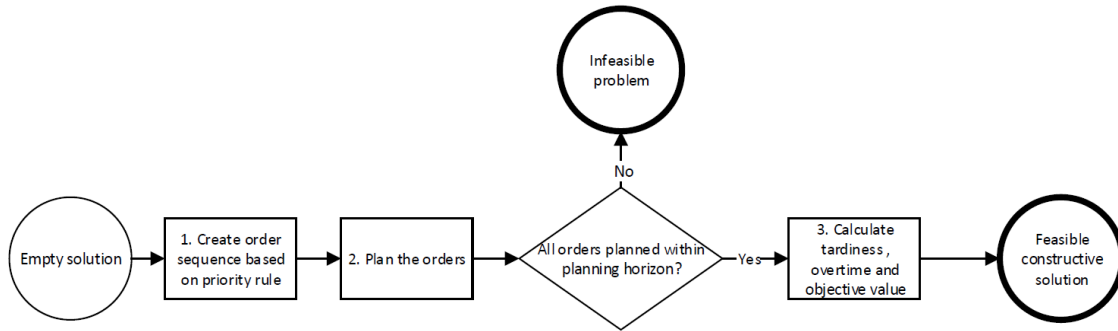 Infeasible
problem
No
Empty solution
1. Create order
sequence based
on priority rule
2. Plan the orders
All orders planned within
planning horizon?
Yes
3. Calculate
tardiness ,
overtime and
objective value
Feasible
constructive
solution